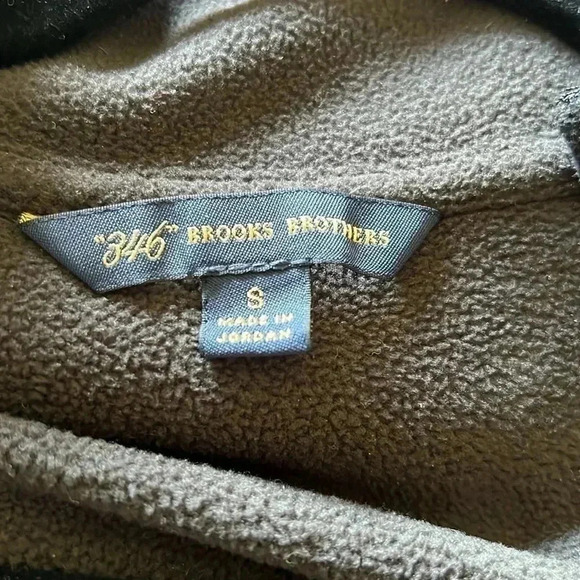 "346" BROOKS BROTHERS
S
MADE IN
JORDAN